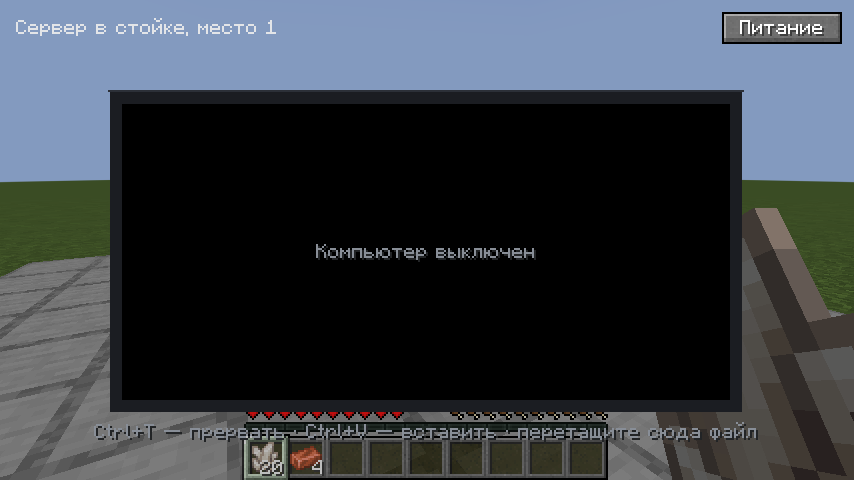 Сервер в стойке, место 1
Питание
Компьютер выключен
Ctrl+T — прервать · Ctrl+V — вставить · перетащите сюда файл
20
4